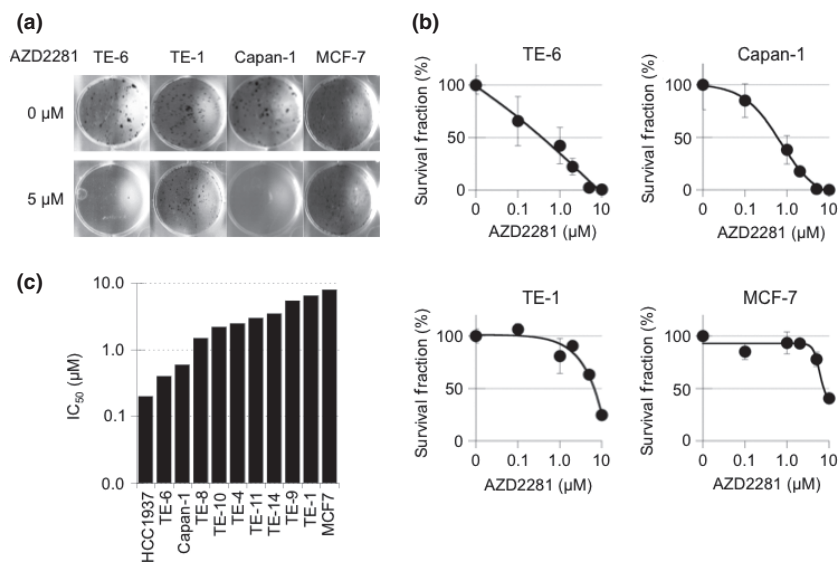 (a)
AZD2281 TE-6 TE-1 Capan-1 MCF-7
0 µM
5 µM
(b)
TE-6
Survival fraction (%)
100
50
0
0 0.1 1.0 10
AZD2281 (µM)
Capan-1
Survival fraction (%)
100
50
0
0 0.1 1.0 10
AZD2281 (µM)
TE-1
Survival fraction (%)
100
50
0
0 0.1 1.0 10
AZD2281 (µM)
MCF-7
Survival fraction (%)
100
50
0
0 0.1 1.0 10
AZD2281 (µM)
(c)
IC50 (µM)
10.0
1.0
0.1
0.0
HCC1937
TE-6
Capan-1
TE-8
TE-10
TE-4
TE-11
TE-14
TE-9
TE-1
MCF7